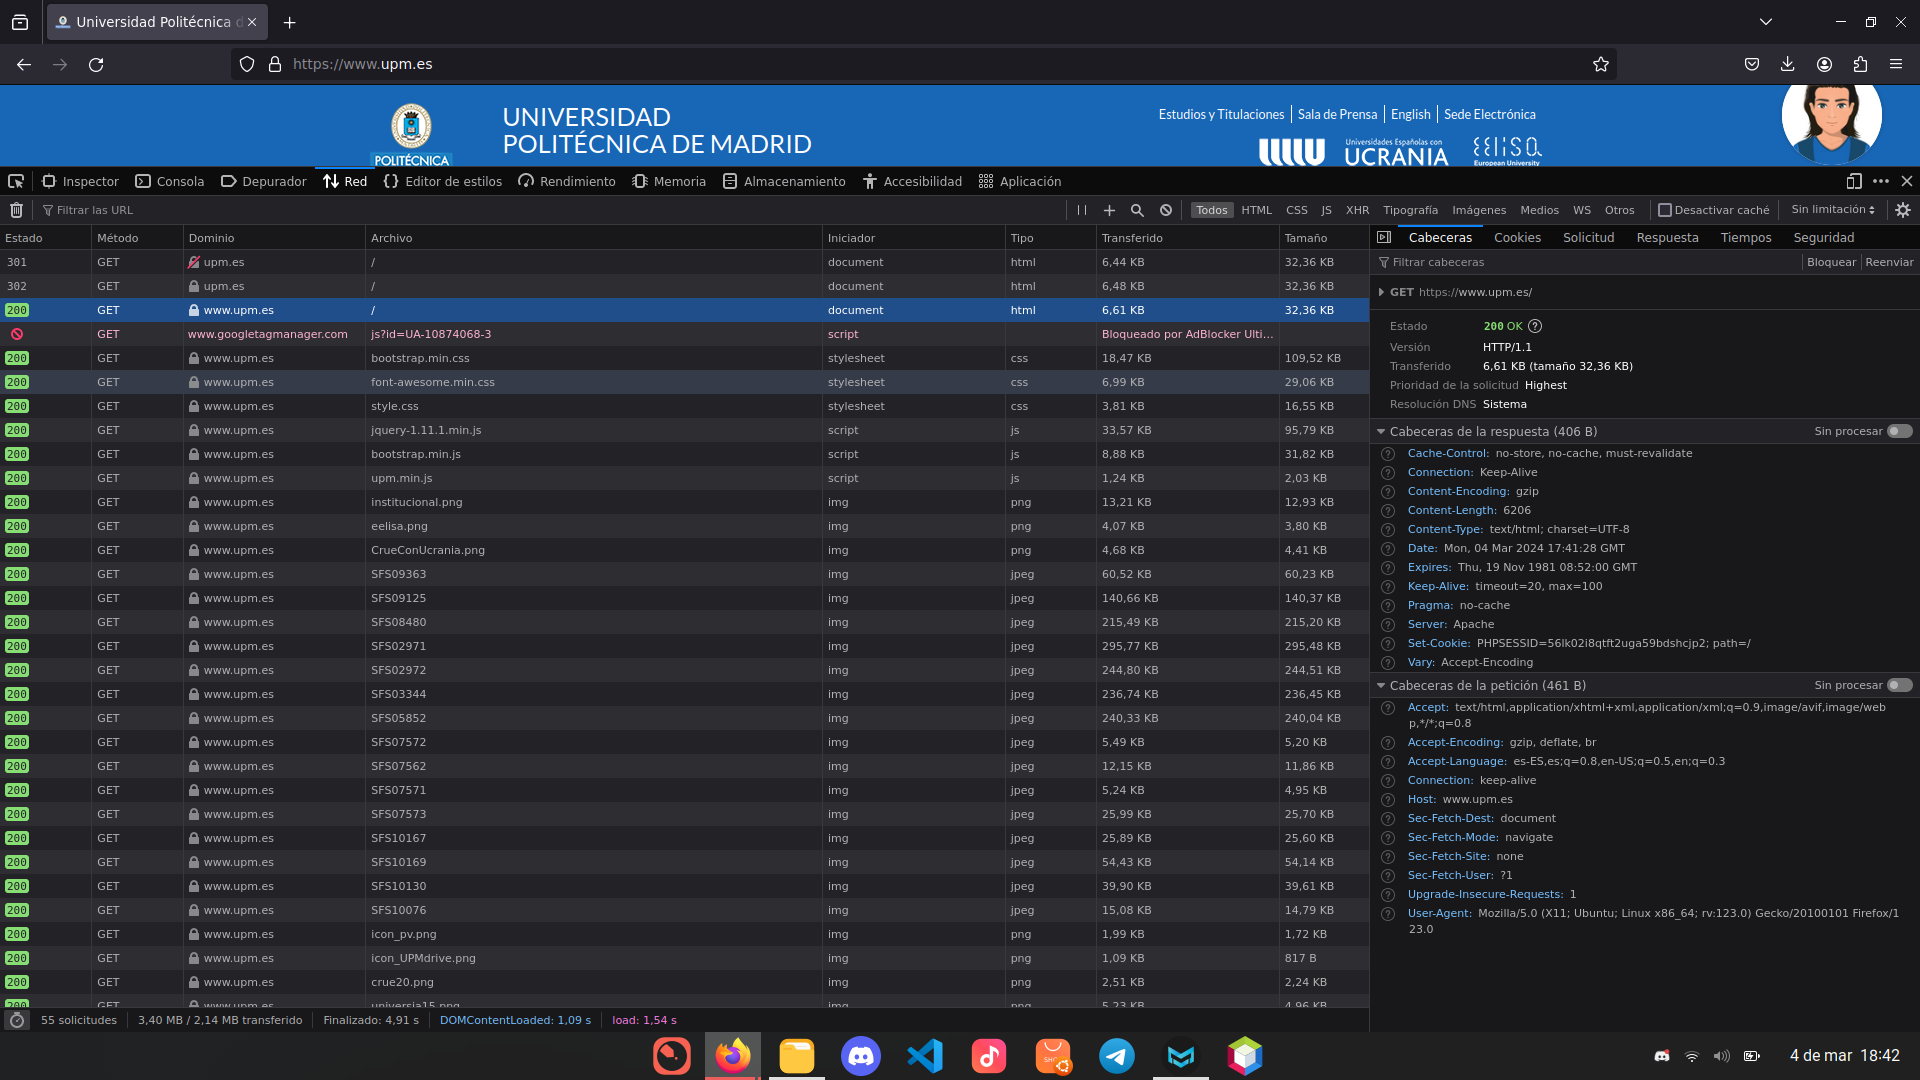 Universidad Politécnica d
https://www.upm.es
POLITÉCNICA
UNIVERSIDAD
POLITÉCNICA DE MADRID
Estudios y Titulaciones | Sala de Prensa | English | Sede Electrónica
Universidades Españolas con
UCRANIA
European University
Inspector Consola Depurador Red Editor de estilos Rendimiento Memoria Almacenamiento Accesibilidad Aplicación
Filtrar las URL
Todos HTML CSS JS XHR Tipografía Imágenes Medios WS Otros Desactivar caché Sin limitación
Estado Método Dominio Archivo Iniciador Tipo Transferido Tamaño
301 GET upm.es / document html 6,44 KB 32,36 KB
302 GET upm.es / document html 6,48 KB 32,36 KB
200 GET www.upm.es / document html 6,61 KB 32,36 KB
GET www.googletagmanager.com js?id=UA-10874068-3 script Bloqueado por AdBlocker Ulti...
200 GET www.upm.es bootstrap.min.css stylesheet css 18,47 KB 109,52 KB
200 GET www.upm.es font-awesome.min.css stylesheet css 6,99 KB 29,06 KB
200 GET www.upm.es style.css stylesheet css 3,81 KB 16,55 KB
200 GET www.upm.es jquery-1.11.1.min.js script js 33,57 KB 95,79 KB
200 GET www.upm.es bootstrap.min.js script js 8,88 KB 31,82 KB
200 GET www.upm.es upm.min.js script js 1,24 KB 2,03 KB
200 GET www.upm.es institucional.png img png 13,21 KB 12,93 KB
200 GET www.upm.es eelisa.png img png 4,07 KB 3,80 KB
200 GET www.upm.es CrueConUcrania.png img png 4,68 KB 4,41 KB
200 GET www.upm.es SFS09363 img jpeg 60,52 KB 60,23 KB
200 GET www.upm.es SFS09125 img jpeg 140,66 KB 140,37 KB
200 GET www.upm.es SFS08480 img jpeg 215,49 KB 215,20 KB
200 GET www.upm.es SFS02971 img jpeg 295,77 KB 295,48 KB
200 GET www.upm.es SFS02972 img jpeg 244,80 KB 244,51 KB
200 GET www.upm.es SFS03344 img jpeg 236,74 KB 236,45 KB
200 GET www.upm.es SFS05852 img jpeg 240,33 KB 240,04 KB
200 GET www.upm.es SFS07572 img jpeg 5,49 KB 5,20 KB
200 GET www.upm.es SFS07562 img jpeg 12,15 KB 11,86 KB
200 GET www.upm.es SFS07571 img jpeg 5,24 KB 4,95 KB
200 GET www.upm.es SFS07573 img jpeg 25,99 KB 25,70 KB
200 GET www.upm.es SFS10167 img jpeg 25,89 KB 25,60 KB
200 GET www.upm.es SFS10169 img jpeg 54,43 KB 54,14 KB
200 GET www.upm.es SFS10130 img jpeg 39,90 KB 39,61 KB
200 GET www.upm.es SFS10076 img jpeg 15,08 KB 14,79 KB
200 GET www.upm.es icon_pv.png img png 1,99 KB 1,72 KB
200 GET www.upm.es icon_UPMdrive.png img png 1,09 KB 817 B
200 GET www.upm.es crue20.png img png 2,51 KB 2,24 KB
200 GET www.upm.es universia15.png img png 5,23 KB 4,96 KB
55 solicitudes 3,40 MB / 2,14 MB transferido Finalizado: 4,91 s DOMContentLoaded: 1,09 s load: 1,54 s
Cabeceras Cookies Solicitud Respuesta Tiempos Seguridad
Filtrar cabeceras Bloquear Reenviar
GET https://www.upm.es/
Estado 200 OK
Versión HTTP/1.1
Transferido 6,61 KB (tamaño 32,36 KB)
Prioridad de la solicitud Highest
Resolución DNS Sistema
Cabeceras de la respuesta (406 B) Sin procesar
Cache-Control: no-store, no-cache, must-revalidate
Connection: Keep-Alive
Content-Encoding: gzip
Content-Length: 6206
Content-Type: text/html; charset=UTF-8
Date: Mon, 04 Mar 2024 17:41:28 GMT
Expires: Thu, 19 Nov 1981 08:52:00 GMT
Keep-Alive: timeout=20, max=100
Pragma: no-cache
Server: Apache
Set-Cookie: PHPSESSID=56lk02i8qtft2uga59bdshcjp2; path=/
Vary: Accept-Encoding
Cabeceras de la petición (461 B) Sin procesar
Accept: text/html,application/xhtml+xml,application/xml;q=0.9,image/avif,image/web
p,*/*;q=0.8
Accept-Encoding: gzip, deflate, br
Accept-Language: es-ES,es;q=0.8,en-US;q=0.5,en;q=0.3
Connection: keep-alive
Host: www.upm.es
Sec-Fetch-Dest: document
Sec-Fetch-Mode: navigate
Sec-Fetch-Site: none
Sec-Fetch-User: ?1
Upgrade-Insecure-Requests: 1
User-Agent: Mozilla/5.0 (X11; Ubuntu; Linux x86_64; rv:123.0) Gecko/20100101 Firefox/1
23.0
4 de mar 18:42